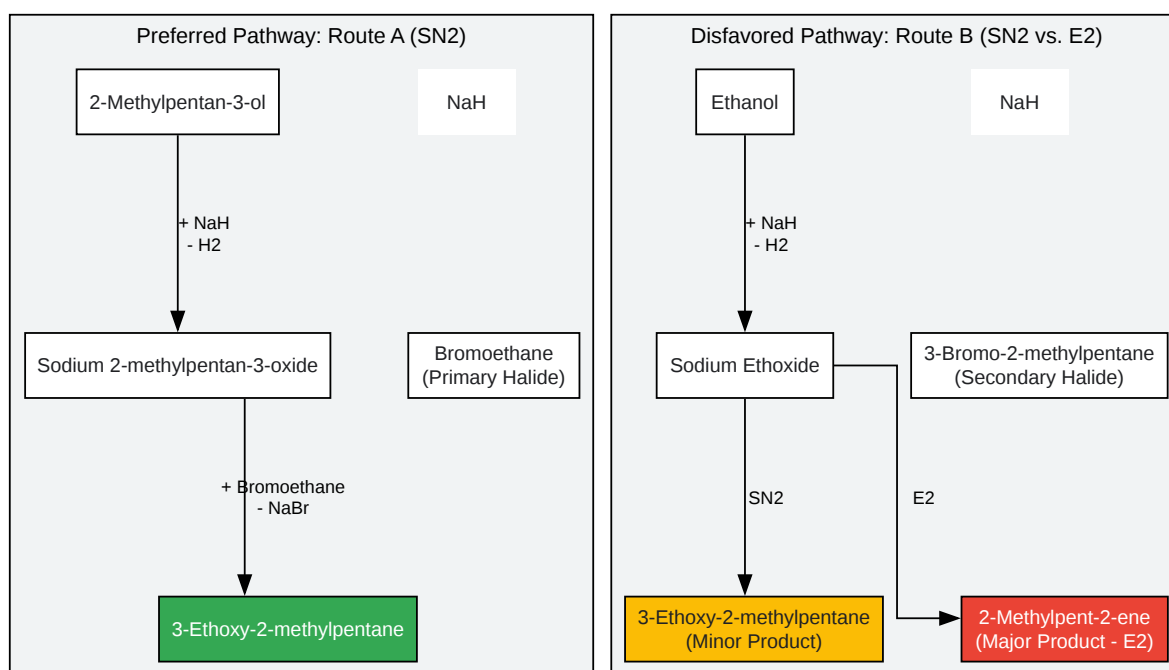 Preferred Pathway: Route A (SN2)
2-Methylpentan-3-ol
NaH
+ NaH
- H2
Sodium 2-methylpentan-3-oxide
Bromoethane
(Primary Halide)
+ Bromoethane
- NaBr
3-Ethoxy-2-methylpentane
Disfavored Pathway: Route B (SN2 vs. E2)
Ethanol
NaH
+ NaH
- H2
Sodium Ethoxide
3-Bromo-2-methylpentane
(Secondary Halide)
SN2
E2
3-Ethoxy-2-methylpentane
(Minor Product)
2-Methylpent-2-ene
(Major Product - E2)